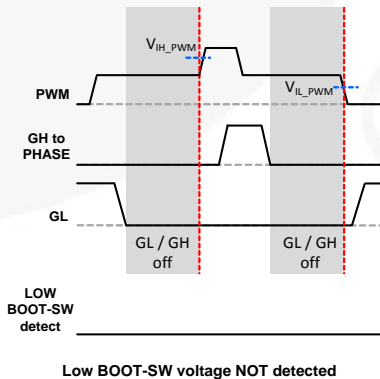 VIH_PWM
VIL_PWM
PWM
GH to
PHASE
GL
GL / GH
off
GL / GH
off
LOW
BOOT-SW
detect
Low BOOT-SW voltage NOT detected